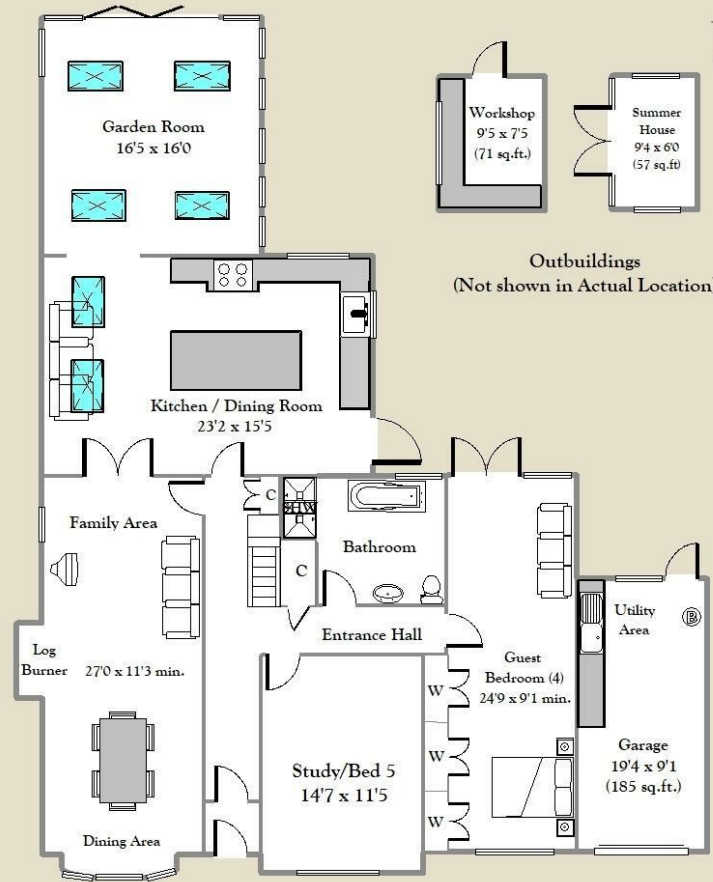 Garden Room
16'5 x 16'0
Workshop
9'5 x 7'5
(71 sq.ft.)
Summer
House
9'4 x 6'0
(57 sq.ft)
Outbuildings
(Not shown in Actual Location)
Kitchen / Dining Room
23'2 x 15'5
Family Area
C
SHWR
C
Bathroom
Entrance Hall
Log
Burner
27'0 x 11'3 min.
Dining Area
Study/Bed 5
14'7 x 11'5
Guest
Bedroom (4)
24'9 x 9'1 min.
W
W
W
Utility
Area
B
Garage
19'4 x 9'1
(185 sq.ft.)